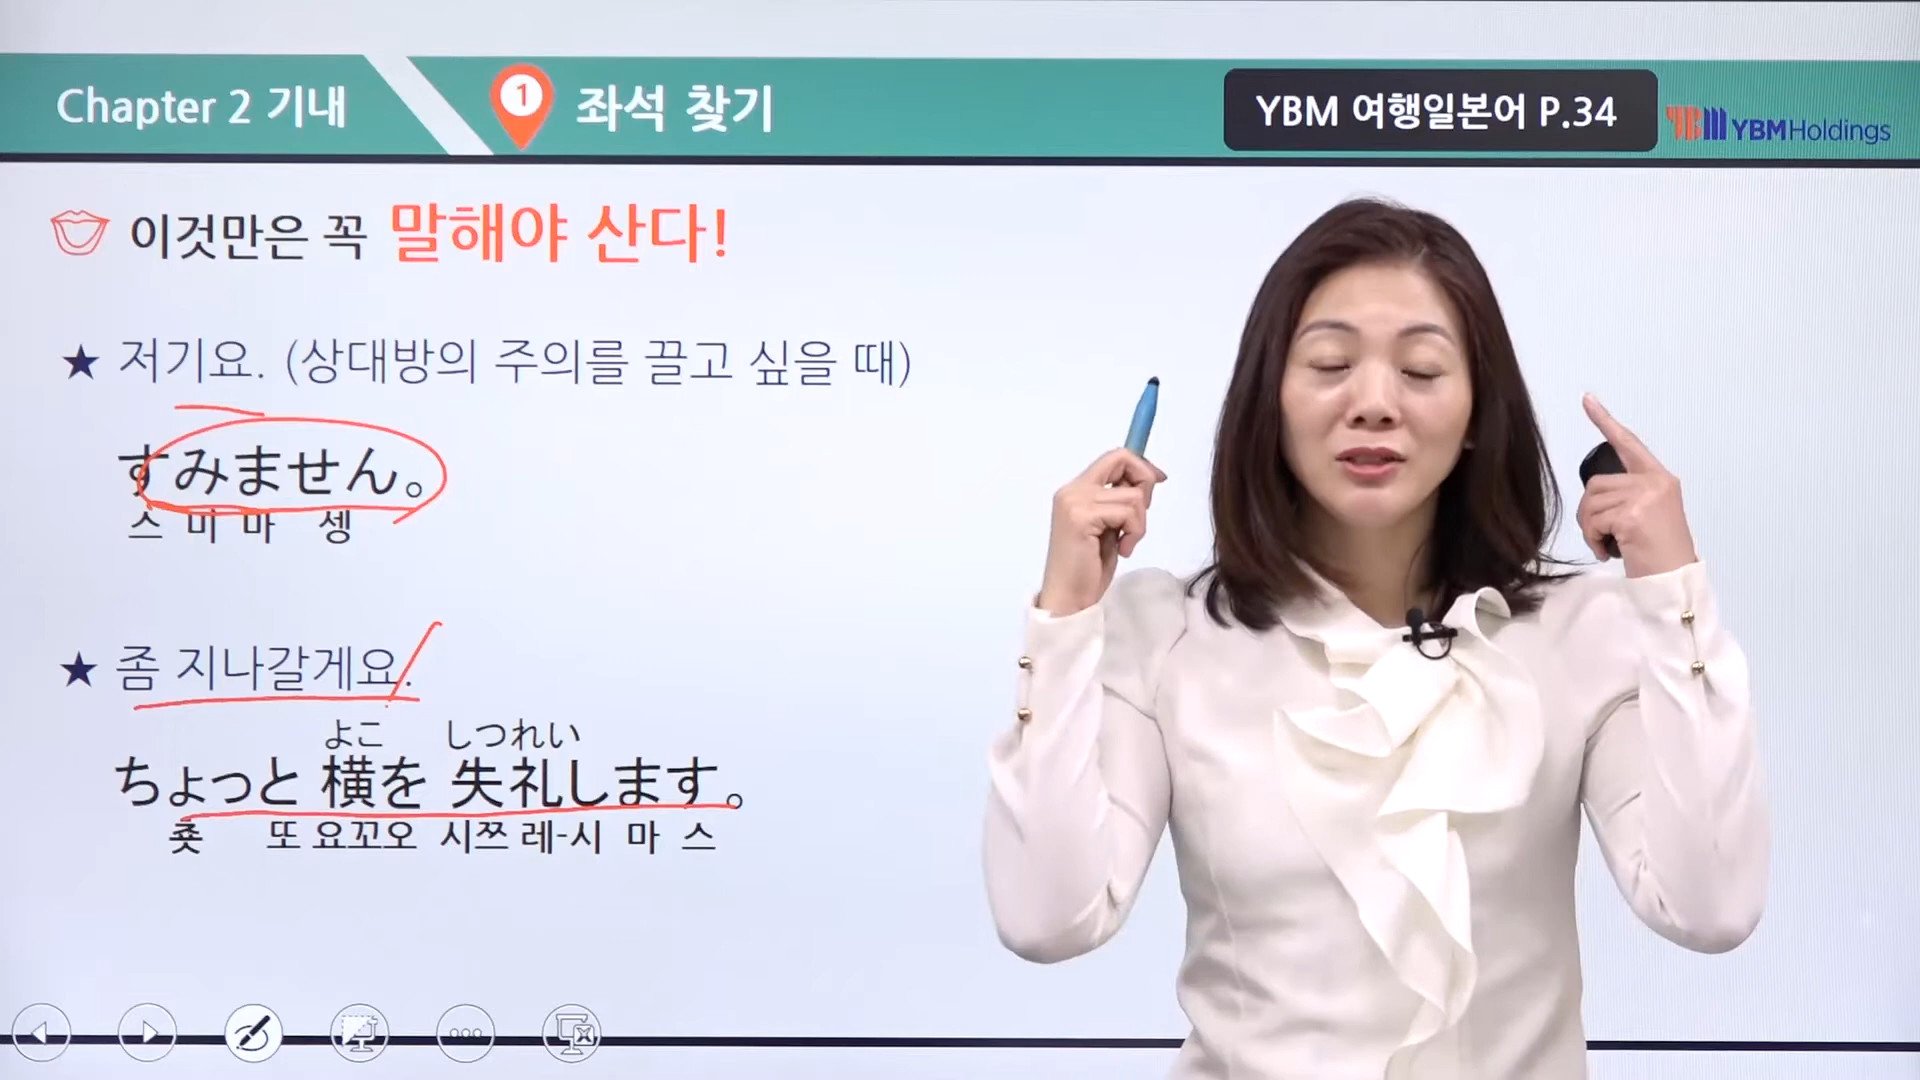 Chapter 2 기내
1
좌석 찾기
YBM 여행일본어 P.34
YBM YBMHoldings
이것만은 꼭 말해야 산다!
★ 저기요. (상대방의 주의를 끌고 싶을 때)
すみません。
스 미 마 셍
★ 좀 지나갈게요.
よこ しつれい
ちょっと 横を 失礼します。
춋 또 요꼬오 시쯔 레-시 마 스